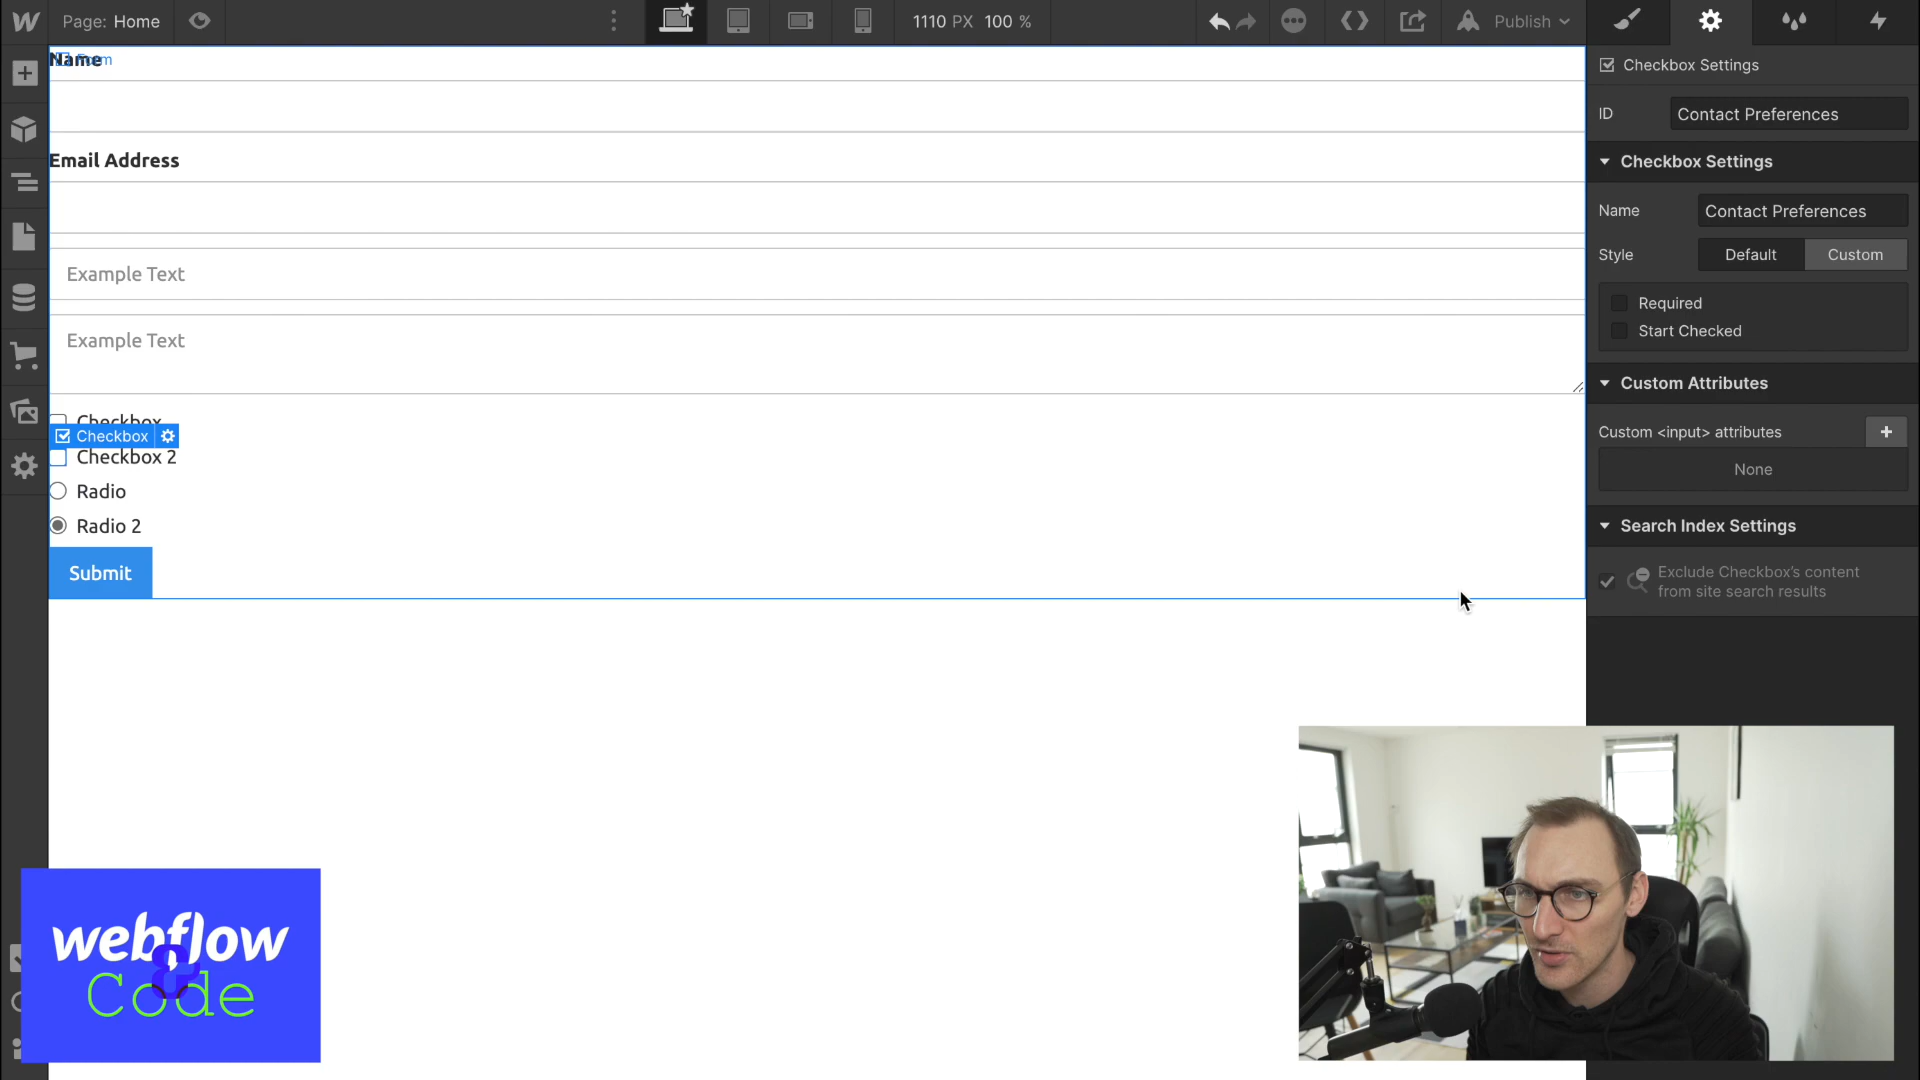 Page: Home
1110 PX 100 %
Publish
Name
Form
Email Address
Example Text
Example Text
Checkbox
Checkbox
Checkbox 2
Radio
Radio 2
Submit
Checkbox Settings
ID
Contact Preferences
Checkbox Settings
Name
Contact Preferences
Style
Default
Custom
Required
Start Checked
Custom Attributes
Custom <input> attributes
+
None
Search Index Settings
Exclude Checkbox's content
from site search results
webflow
&
Code